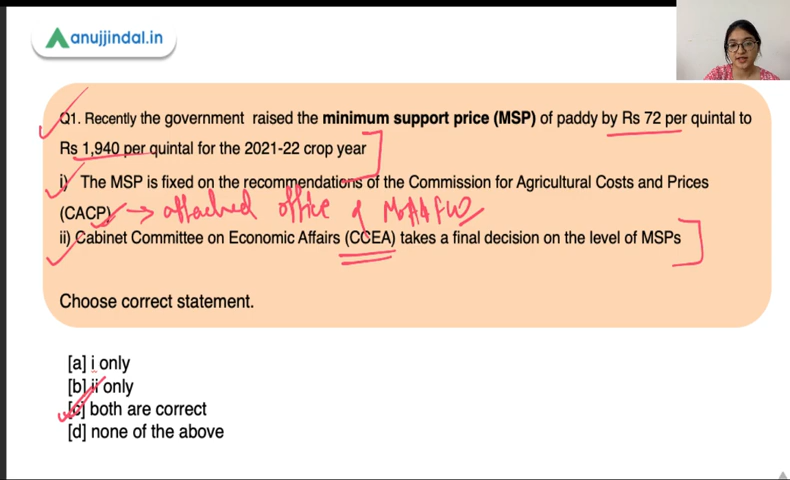 anujjindal.in
Q1. Recently the government raised the minimum support price (MSP) of paddy by Rs 72 per quintal to
Rs 1,940 per quintal for the 2021-22 crop year
i) The MSP is fixed on the recommendations of the Commission for Agricultural Costs and Prices
(CACP) → attached office of MoA&FW
ii) Cabinet Committee on Economic Affairs (CCEA) takes a final decision on the level of MSPs
Choose correct statement.
[a] i only
[b] ii only
[c] both are correct
[d] none of the above